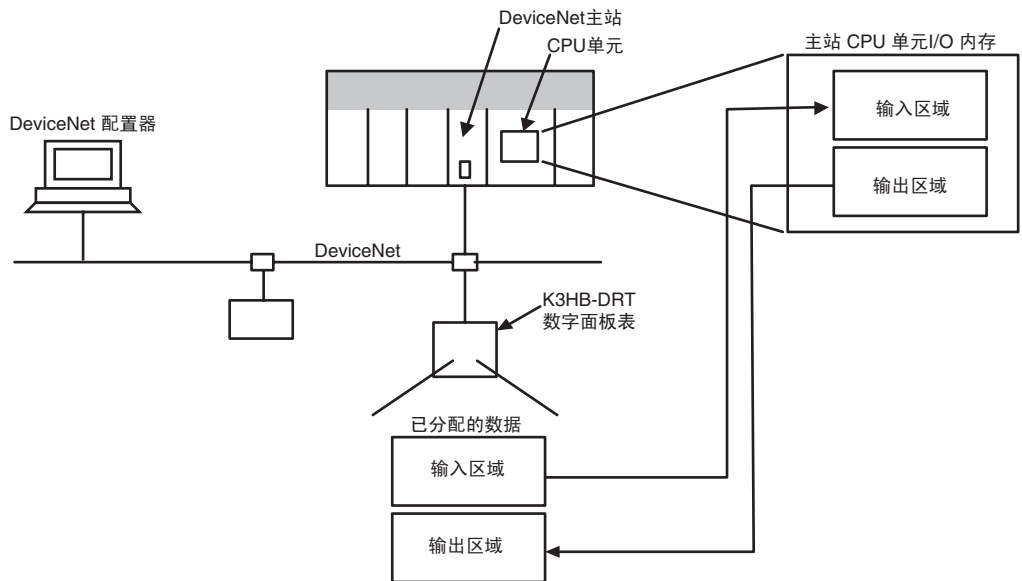 DeviceNet主站
CPU单元
主站 CPU 单元I/O 内存
输入区域
输出区域
DeviceNet 配置器
DeviceNet
K3HB-DRT
数字面板表
已分配的数据
输入区域
输出区域